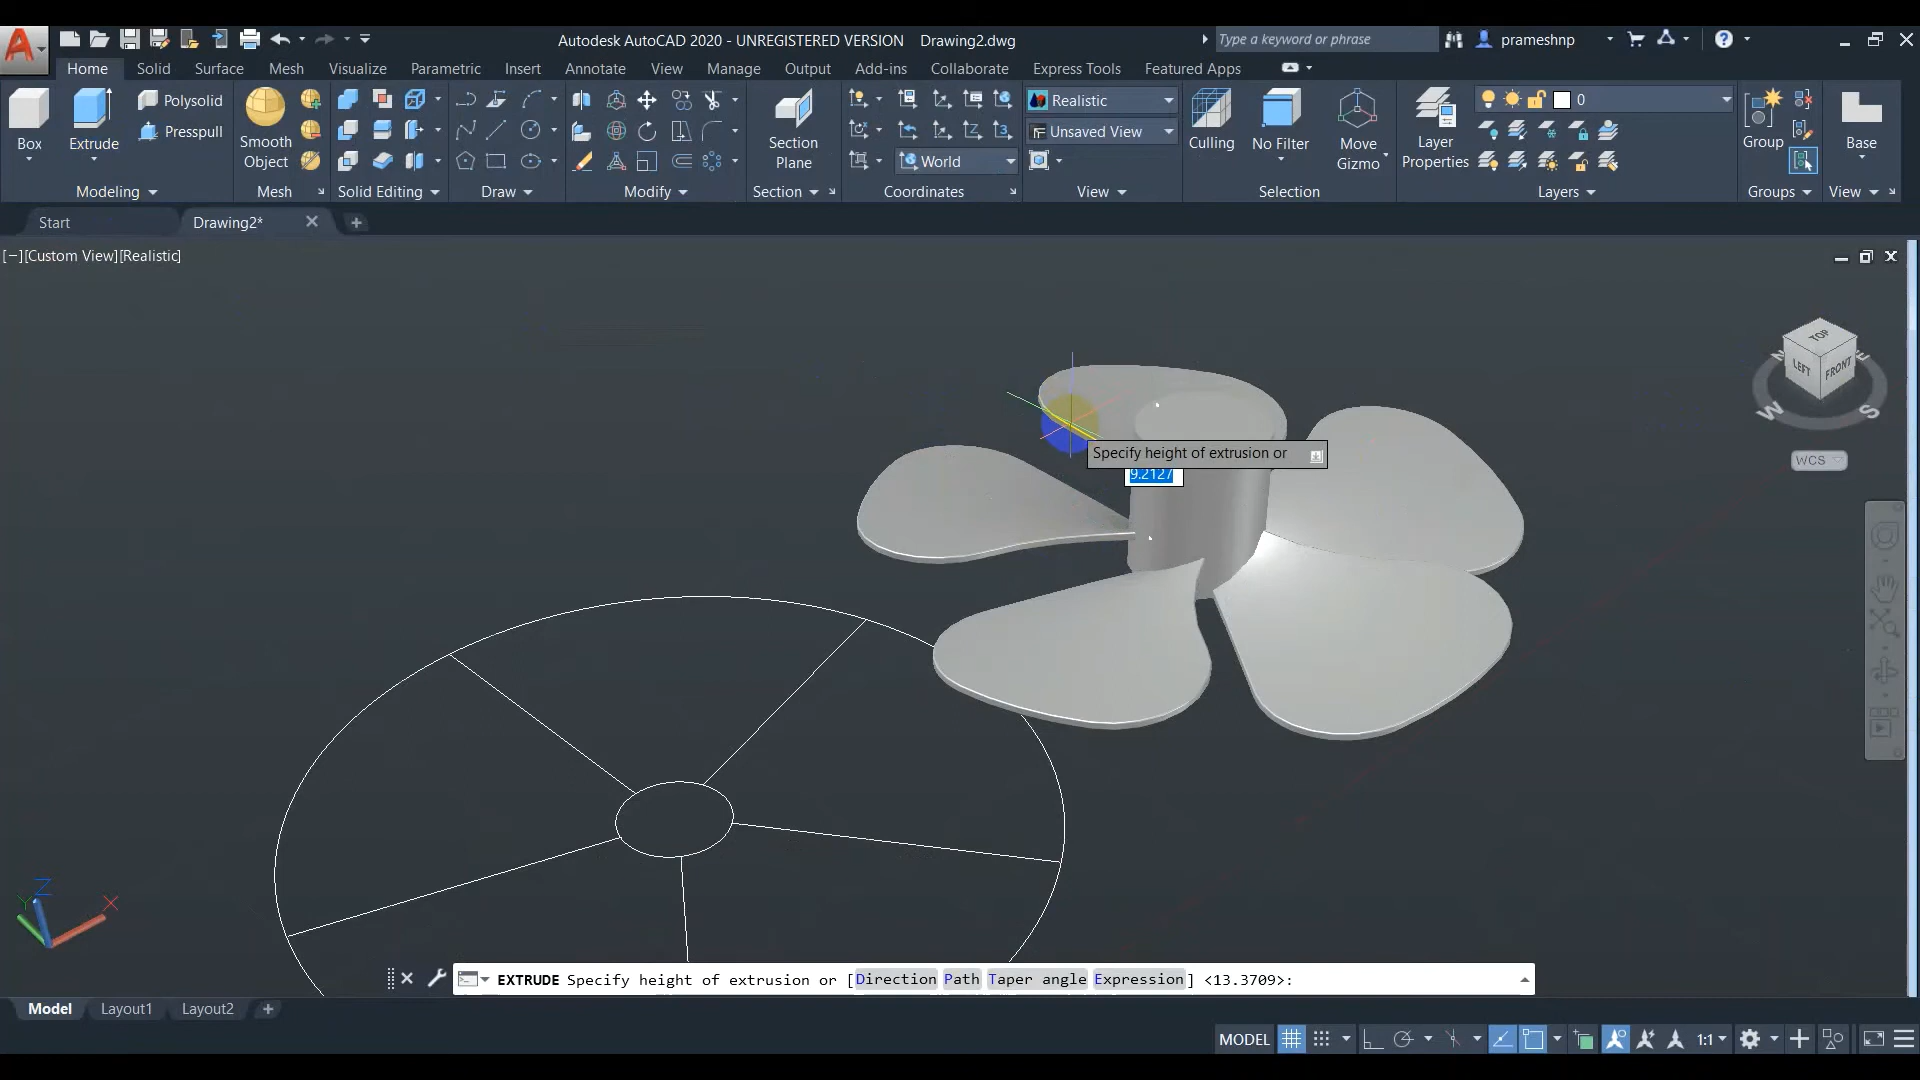 Autodesk AutoCAD 2020 - UNREGISTERED VERSION Drawing2.dwg
Type a keyword or phrase
prameshnp
Home Solid Surface Mesh Visualize Parametric Insert Annotate View Manage Output Add-ins Collaborate Express Tools Featured Apps
Box Extrude Polysolid Presspull
Smooth Object
Section Plane
Realistic
Unsaved View
World
Culling No Filter Move Gizmo
Layer Properties
0
Group
Base
Modeling Mesh Solid Editing Draw Modify Section Coordinates View Selection Layers Groups View
Start Drawing2*
[−][Custom View][Realistic]
TOP
LEFT FRONT
N E
W S
WCS
Specify height of extrusion or
9.2127
Z
Y X
EXTRUDE Specify height of extrusion or [Direction Path Taper angle Expression] <13.3709>:
Model Layout1 Layout2
MODEL 1:1